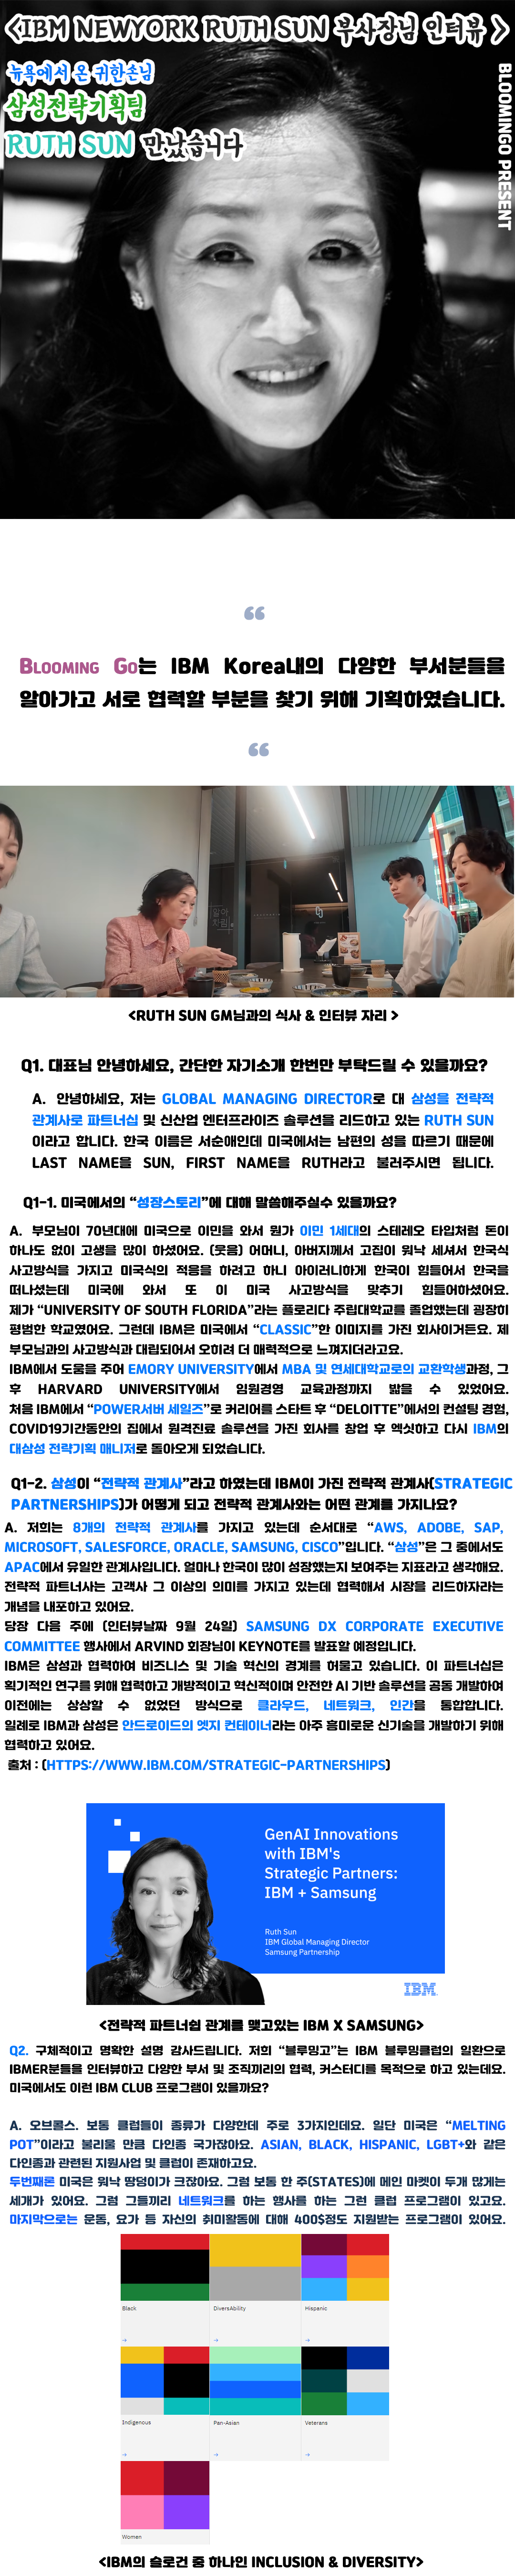 <IBM NEWYORK RUTH SUN 부사장님 인터뷰 >
뉴욕에서 온 귀한손님
삼성전략기획팀
RUTH SUN 만났습니다
BLOOMINGO PRESENT
“
BLOOMING GO는 IBM Korea내의 다양한 부서분들을
알아가고 서로 협력할 부분을 찾기 위해 기획하였습니다.
“
<RUTH SUN GM님과의 식사 & 인터뷰 자리 >
Q1. 대표님 안녕하세요, 간단한 자기소개 한번만 부탁드릴 수 있을까요?
A. 안녕하세요, 저는 GLOBAL MANAGING DIRECTOR로 대 삼성을 전략적
관계사로 파트너십 및 신산업 엔터프라이즈 솔루션을 리드하고 있는 RUTH SUN
이라고 합니다. 한국 이름은 서순애인데 미국에서는 남편의 성을 따르기 때문에
LAST NAME을 SUN, FIRST NAME을 RUTH라고 불러주시면 됩니다.
Q1-1. 미국에서의 “성장스토리”에 대해 말씀해주실수 있을까요?
A. 부모님이 70년대에 미국으로 이민을 와서 뭔가 이민 1세대의 스테레오 타입처럼 돈이
하나도 없이 고생을 많이 하셨어요. (웃음) 어머니, 아버지께서 고집이 워낙 세셔서 한국식
사고방식을 가지고 미국식의 적응을 하려고 하니 아이러니하게 한국이 힘들어서 한국을
떠나셨는데 미국에 와서 또 이 미국 사고방식을 맞추기 힘들어하셨어요.
제가 “UNIVERSITY OF SOUTH FLORIDA”라는 플로리다 주립대학교를 졸업했는데 굉장히
평범한 학교였어요. 그런데 IBM은 미국에서 “CLASSIC”한 이미지를 가진 회사이거든요. 제
부모님과의 사고방식과 대립되어서 오히려 더 매력적으로 느껴지더라고요.
IBM에서 도움을 주어 EMORY UNIVERSITY에서 MBA 및 연세대학교로의 교환학생과정, 그
후 HARVARD UNIVERSITY에서 임원경영 교육과정까지 밟을 수 있었어요.
처음 IBM에서 “POWER서버 세일즈”로 커리어를 스타트 후 “DELOITTE”에서의 컨설팅 경험,
COVID19기간동안의 집에서 원격진료 솔루션을 가진 회사를 창업 후 엑싯하고 다시 IBM의
대삼성 전략기획 매니저로 돌아오게 되었습니다.
Q1-2. 삼성이 “전략적 관계사”라고 하였는데 IBM이 가진 전략적 관계사(STRATEGIC
PARTNERSHIPS)가 어떻게 되고 전략적 관계사와는 어떤 관계를 가지나요?
A. 저희는 8개의 전략적 관계사를 가지고 있는데 순서대로 “AWS, ADOBE, SAP,
MICROSOFT, SALESFORCE, ORACLE, SAMSUNG, CISCO”입니다. “삼성”은 그 중에서도
APAC에서 유일한 관계사입니다. 얼마나 한국이 많이 성장했는지 보여주는 지표라고 생각해요.
전략적 파트너사는 고객사 그 이상의 의미를 가지고 있는데 협력해서 시장을 리드하자라는
개념을 내포하고 있어요.
당장 다음 주에 (인터뷰날짜 9월 24일) SAMSUNG DX CORPORATE EXECUTIVE
COMMITTEE 행사에서 ARVIND 회장님이 KEYNOTE를 발표할 예정입니다.
IBM은 삼성과 협력하여 비즈니스 및 기술 혁신의 경계를 허물고 있습니다. 이 파트너십은
획기적인 연구를 위해 협력하고 개방적이고 혁신적이며 안전한 AI 기반 솔루션을 공동 개발하여
이전에는 상상할 수 없었던 방식으로 클라우드, 네트워크, 인간을 통합합니다.
일례로 IBM과 삼성은 안드로이드의 엣지 컨테이너라는 아주 흥미로운 신기술을 개발하기 위해
협력하고 있어요.
출처 : (HTTPS://WWW.IBM.COM/STRATEGIC-PARTNERSHIPS)
GenAI Innovations
with IBM's
Strategic Partners:
IBM + Samsung
Ruth Sun
IBM Global Managing Director
Samsung Partnership
IBM
<전략적 파트너쉽 관계를 맺고있는 IBM X SAMSUNG>
Q2. 구체적이고 명확한 설명 감사드립니다. 저희 “블루밍고”는 IBM 블루밍클럽의 일환으로
IBMER분들을 인터뷰하고 다양한 부서 및 조직끼리의 협력, 커스터디를 목적으로 하고 있는데요.
미국에서도 이런 IBM CLUB 프로그램이 있을까요?
A. 오브콜스. 보통 클럽들이 종류가 다양한데 주로 3가지인데요. 일단 미국은 “MELTING
POT”이라고 불리울 만큼 다인종 국가잖아요. ASIAN, BLACK, HISPANIC, LGBT+와 같은
다인종과 관련된 지원사업 및 클럽이 존재하고요.
두번째론 미국은 워낙 땅덩이가 크잖아요. 그럼 보통 한 주(STATES)에 메인 마켓이 두개 많게는
세개가 있어요. 그럼 그들끼리 네트워크를 하는 행사를 하는 그런 클럽 프로그램이 있고요.
마지막으로는 운동, 요가 등 자신의 취미활동에 대해 400$정도 지원받는 프로그램이 있어요.
Black
DiversAbility
Hispanic
Indigenous
Pan-Asian
Veterans
Women
<IBM의 슬로건 중 하나인 INCLUSION & DIVERSITY>